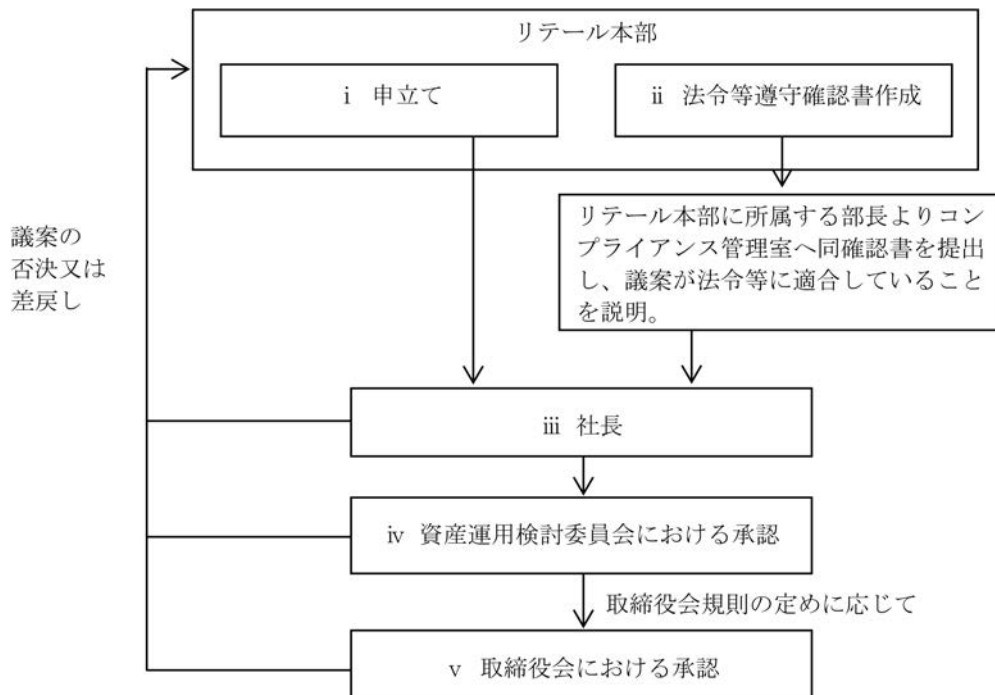 リテール本部
ⅰ 申立て
ⅱ 法令等遵守確認書作成
リテール本部に所属する部長よりコン
プライアンス管理室へ同確認書を提出
し、議案が法令等に適合していること
を説明。
議案の
否決又は
差戻し
ⅲ 社長
ⅳ 資産運用検討委員会における承認
取締役会規則の定めに応じて
ⅴ 取締役会における承認